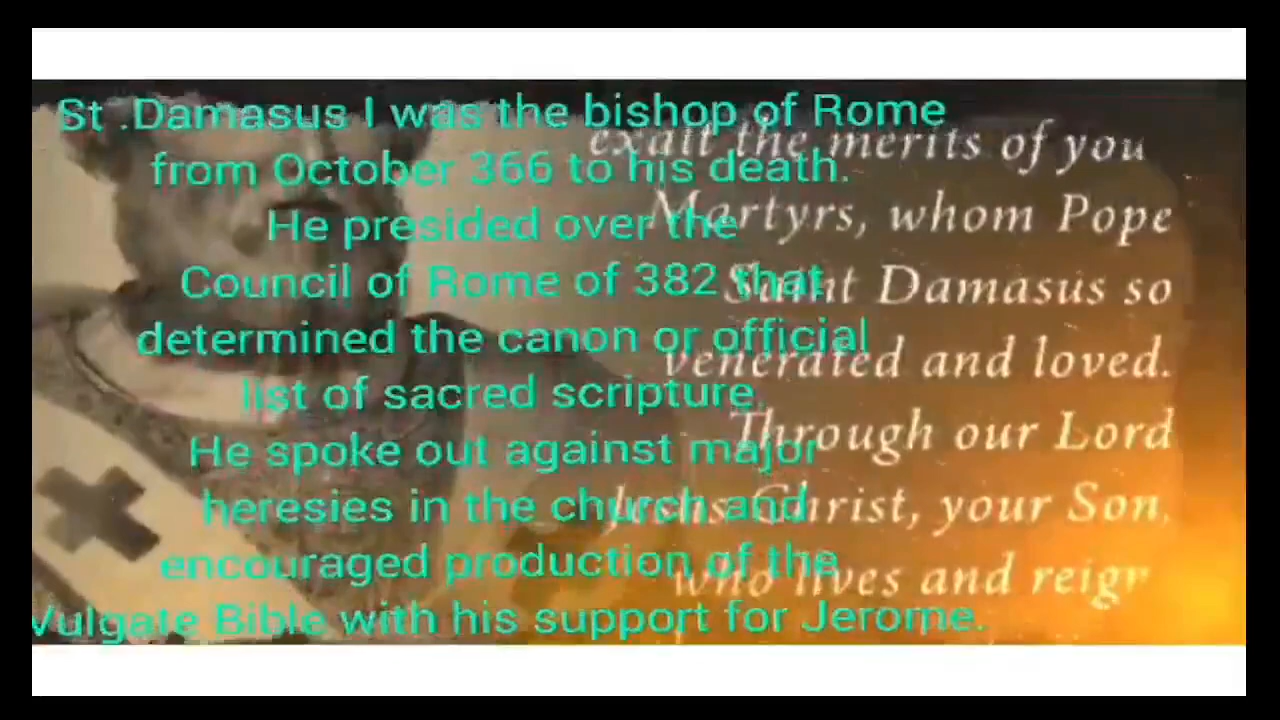 St .Damasus I was the bishop of Rome
from October 366 to his death.
He presided over the
Council of Rome of 382 that
determined the canon or official
list of sacred scripture.
He spoke out against major
heresies in the church and
encouraged production of the
Vulgate Bible with his support for Jerome.
exalt the merits of you
Martyrs, whom Pope
Saint Damasus so
venerated and loved.
Through our Lord
Jesus Christ, your Son,
who lives and reign